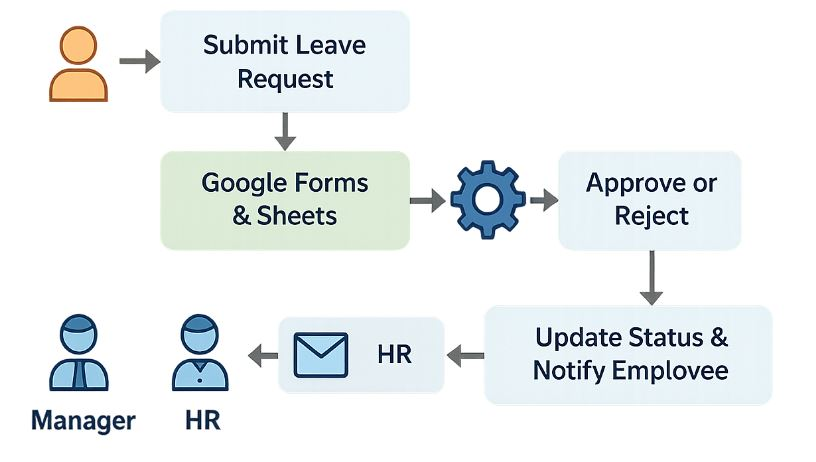 Submit Leave
Request
Google Forms
& Sheets
Approve or
Reject
Update Status &
Notify Emplovee
HR
Manager
HR